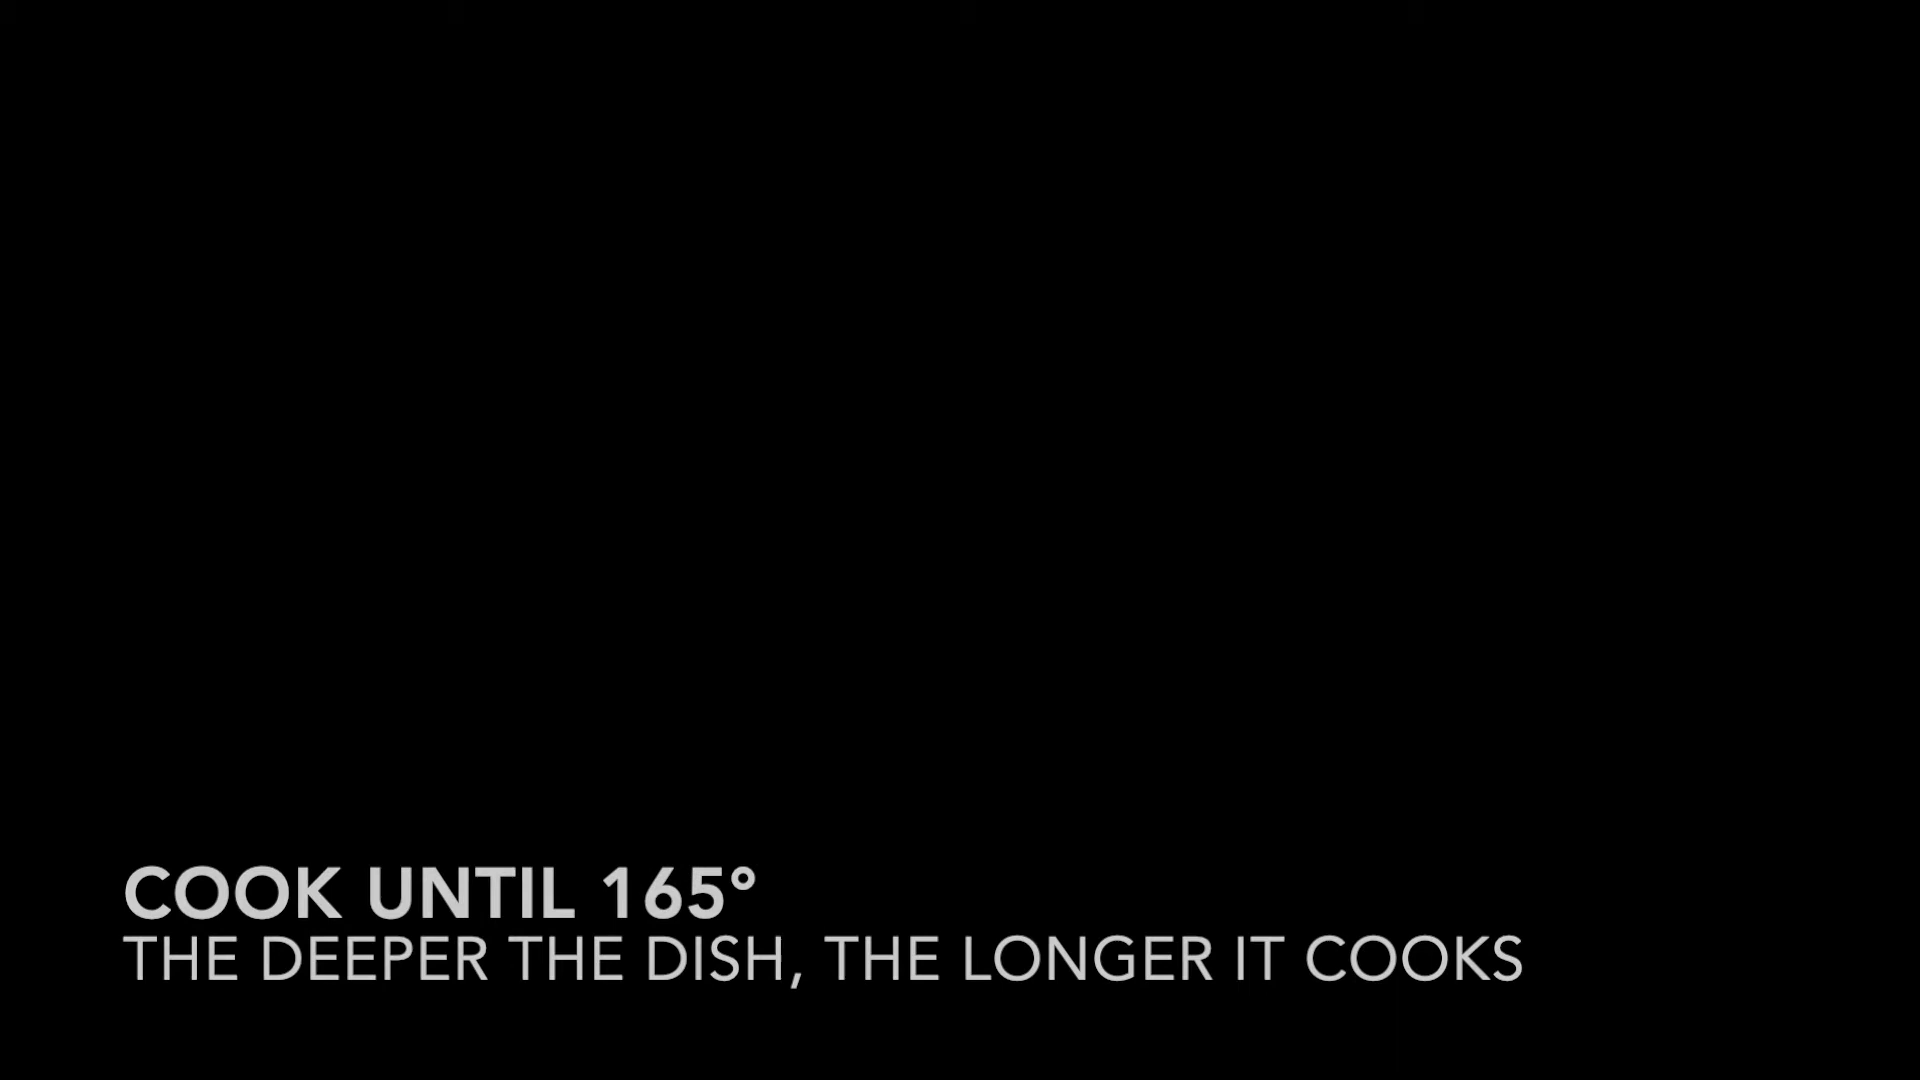 COOK UNTIL 165°
THE DEEPER THE DISH, THE LONGER IT COOKS